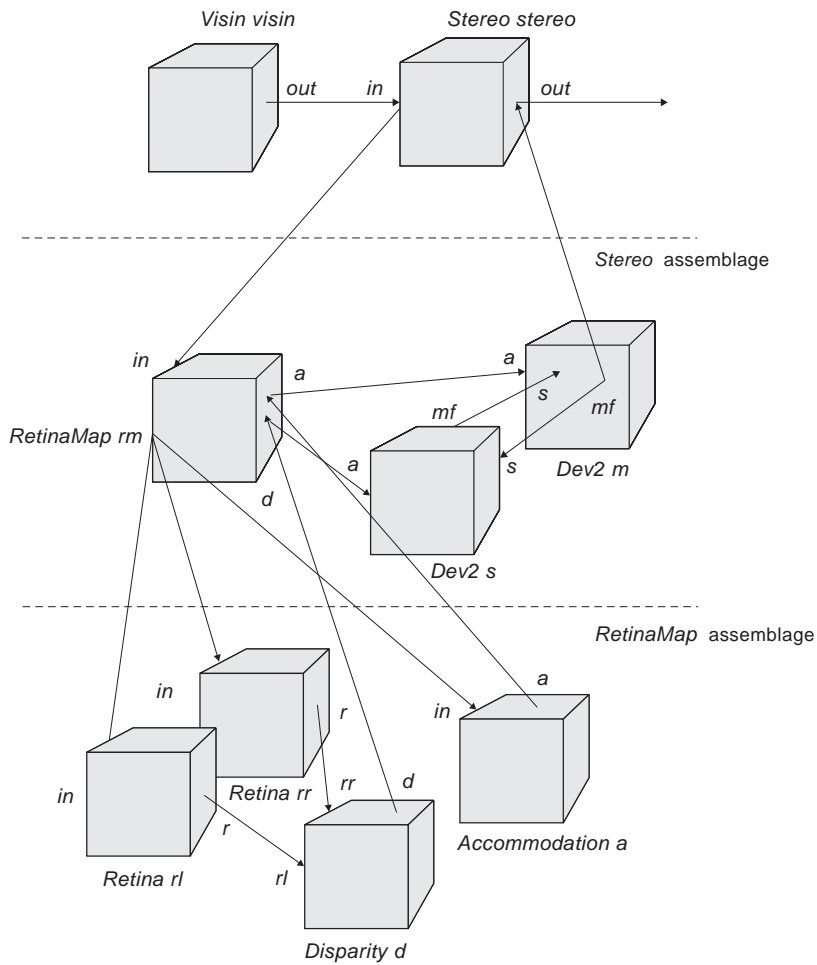 Visin visin
Stereo stereo
out
in
out
Stereo assemblage
in
a
a
s
mf
mf
RetinaMap rm
a
s
d
Dev2 m
Dev2 s
RetinaMap assemblage
a
in
in
r
d
rr
Retina rr
in
r
Accommodation a
rl
Retina rl
Disparity d